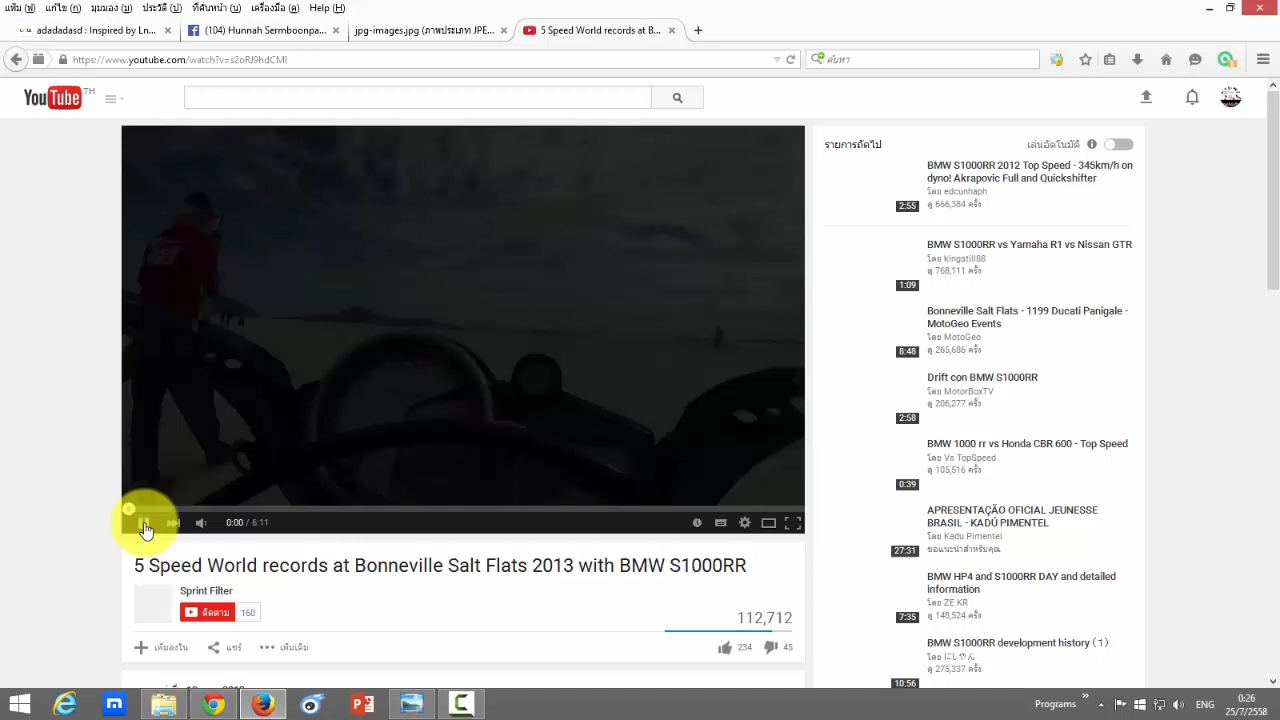 แฟ้ม (ฟ) แก้ไข (ก) มุมมอง (ม) ประวัติ (ป) ที่คั่นหน้า (น) เครื่องมือ (ค) Help (H)
adadadasd : Inspired by Ln...
(104) Hunnah Sermboonpa...
jpg-images.jpg (ภาพประเภท JPE...
5 Speed World records at B...
https://www.youtube.com/watch?v=s2oRJ9hdCMI
ค้นหา
YouTube TH
รายการถัดไป
เล่นอัตโนมัติ
BMW S1000RR 2012 Top Speed - 345km/h on
dyno! Akrapovic Full and Quickshifter
โดย edcunhaph
2:55
ดู 666,384 ครั้ง
BMW S1000RR vs Yamaha R1 vs Nissan GTR
โดย kingstill88
ดู 768,111 ครั้ง
1:09
Bonneville Salt Flats - 1199 Ducati Panigale -
MotoGeo Events
โดย MotoGeo
8:48
ดู 265,686 ครั้ง
Drift con BMW S1000RR
โดย MotorBoxTV
ดู 206,277 ครั้ง
2:58
BMW 1000 rr vs Honda CBR 600 - Top Speed
โดย Vs TopSpeed
ดู 105,516 ครั้ง
0:39
APRESENTAÇÃO OFICIAL JEUNESSE
BRASIL - KADÚ PIMENTEL
โดย Kadu Pimentel
27:31
ขอแนะนำสำหรับคุณ
BMW HP4 and S1000RR DAY and detailed
information
โดย ZE KR
7:35
ดู 148,524 ครั้ง
BMW S1000RR development history (1)
โดย にしやん
ดู 275,337 ครั้ง
10:56
0:00 / 6:11
5 Speed World records at Bonneville Salt Flats 2013 with BMW S1000RR
Sprint Filter
ติดตาม 160
112,712
เพิ่มลงใน แชร์ เพิ่มเติม 234 45
Programs ENG
0:26
25/7/2558